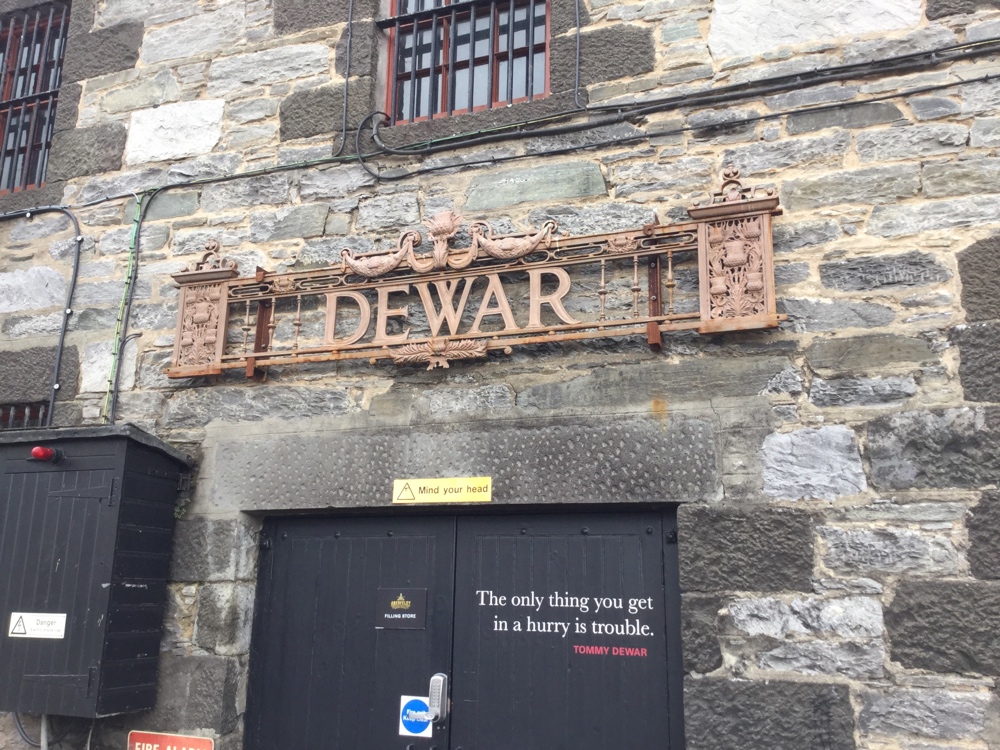 DEWAR
Mind your head
The only thing you get
in a hurry is trouble.
TOMMY DEWAR
ABERFELDY
FILLING STORE
Danger
FIRE ALARM